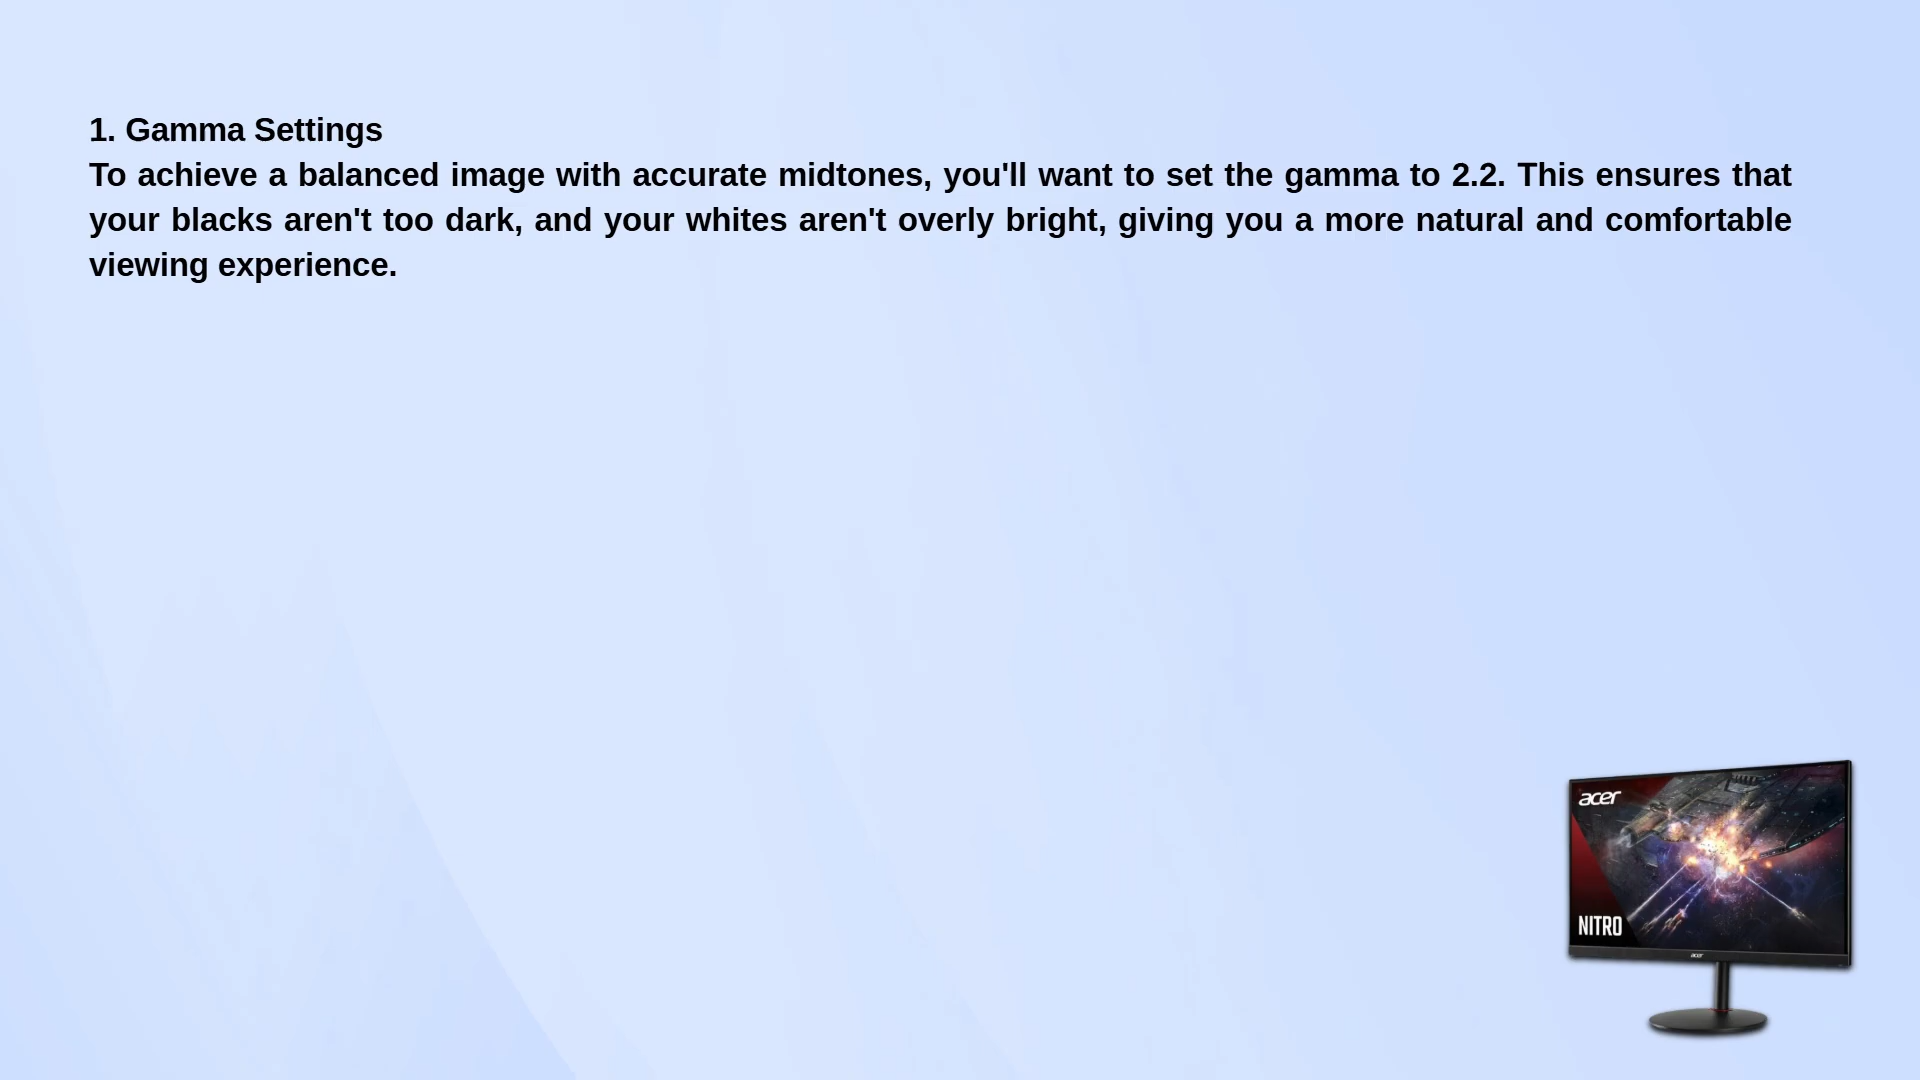 1. Gamma Settings
To achieve a balanced image with accurate midtones, you'll want to set the gamma to 2.2. This ensures that
your blacks aren't too dark, and your whites aren't overly bright, giving you a more natural and comfortable
viewing experience.
acer
NITRO
acer